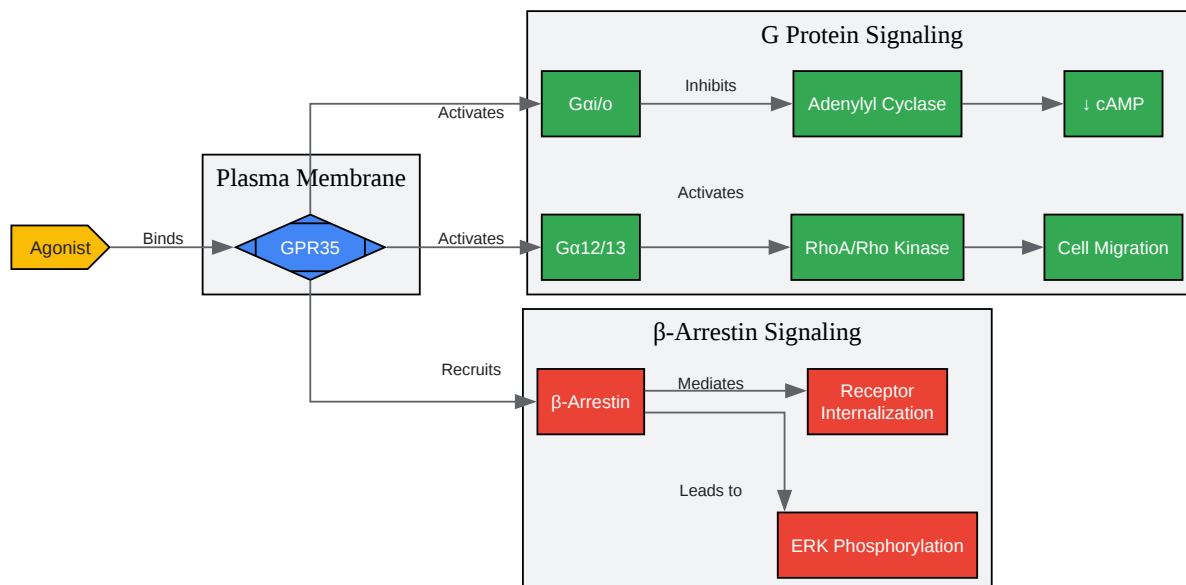 G Protein Signaling
Activates
Gαi/o
Inhibits
Adenylyl Cyclase
↓ cAMP
Plasma Membrane
Agonist
Binds
GPR35
Activates
Gα12/13
Activates
RhoA/Rho Kinase
Cell Migration
β-Arrestin Signaling
Recruits
β-Arrestin
Mediates
Receptor
Internalization
Leads to
ERK Phosphorylation